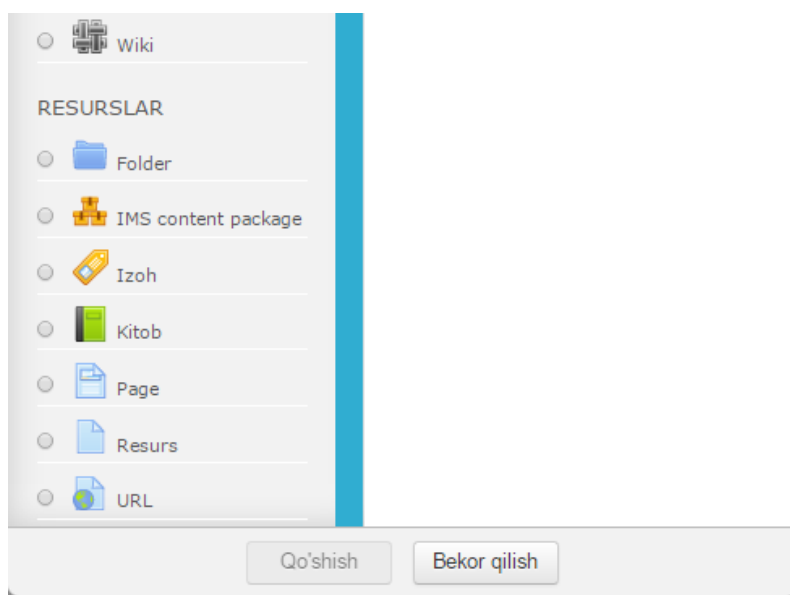 Wiki
RESURSLAR
Folder
IMS content package
Izoh
Kitob
Page
Resurs
URL
Qo'shish
Bekor qilish